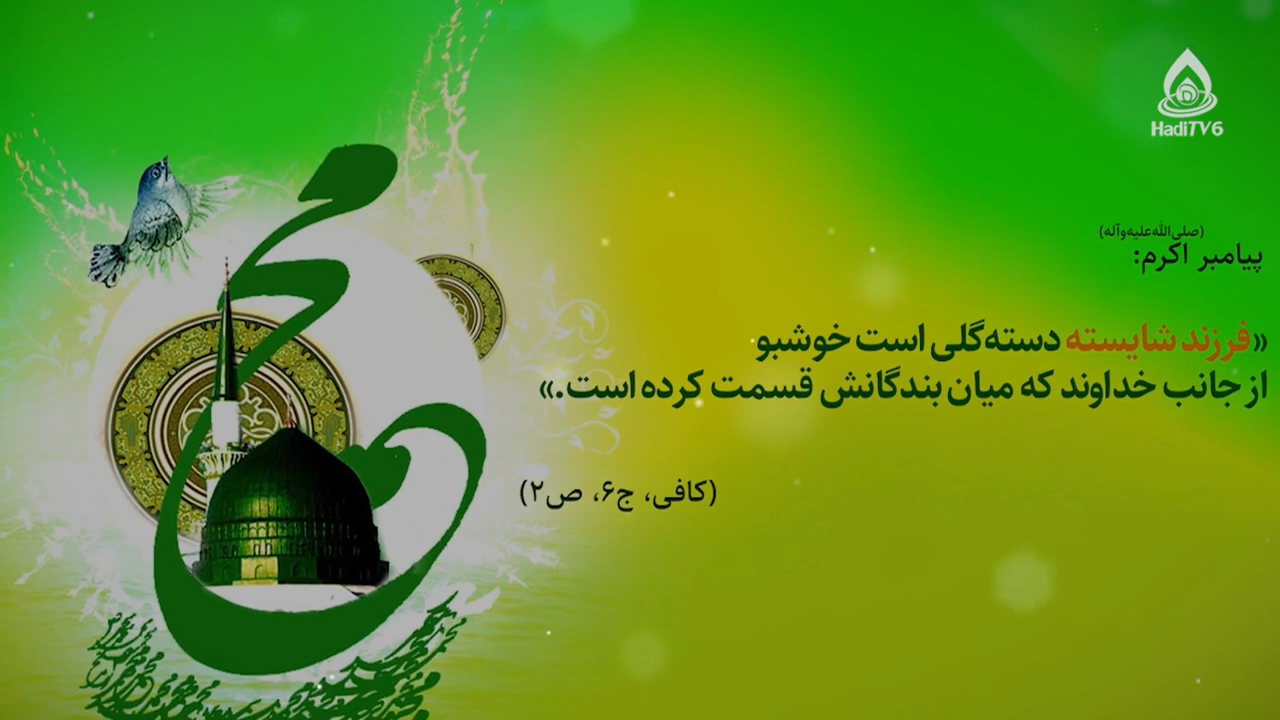 HadiTV6
(صلی‌الله‌علیه‌وآله)
پیامبر اکرم:
«فرزند شایسته دسته‌گلی است خوشبو
از جانب خداوند که میان بندگانش قسمت کرده است.»
(کافی، ج۶، ص۲)
محمد